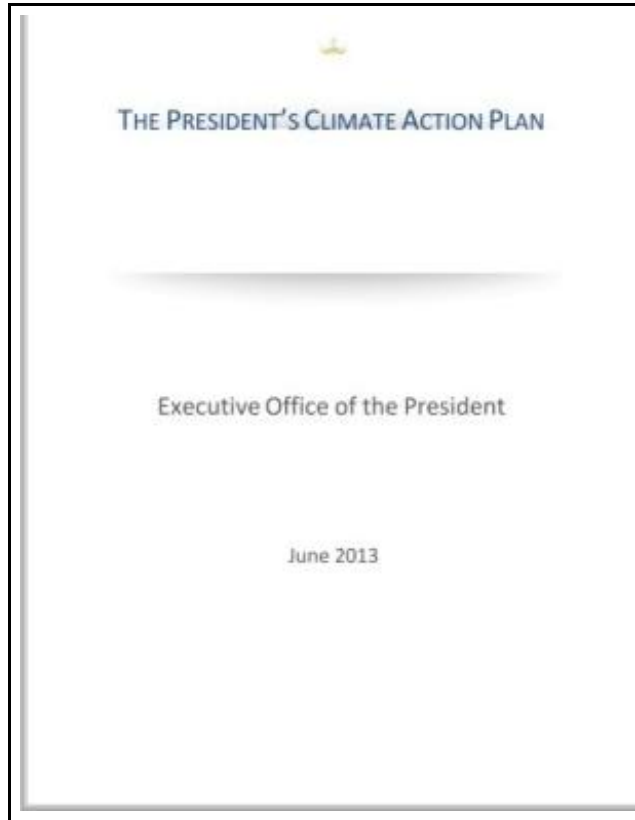 THE PRESIDENT'S CLIMATE ACTION PLAN
Executive Office of the President
June 2013